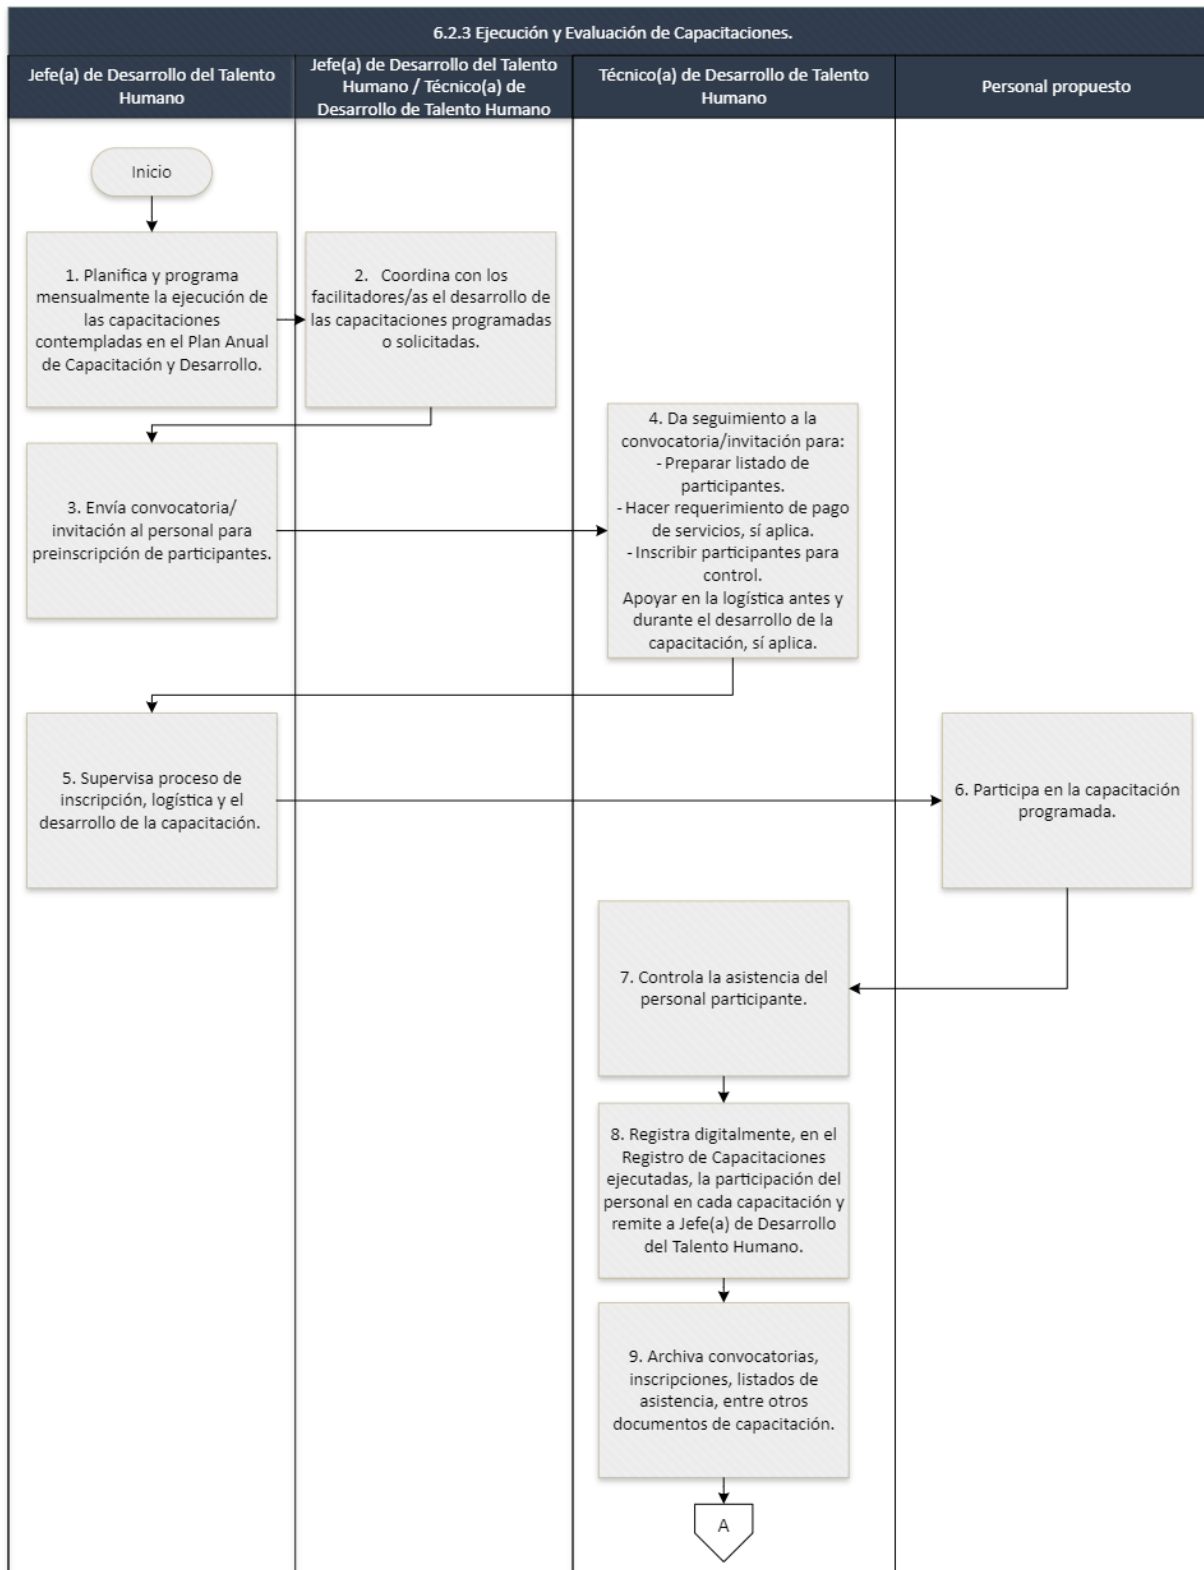 6.2.3 Ejecución y Evaluación de Capacitaciones.
Jefe(a) de Desarrollo del Talento
Humano
Jefe(a) de Desarrollo del Talento
Humano / Técnico(a) de
Desarrollo de Talento Humano
Técnico(a) de Desarrollo de Talento
Humano
Personal propuesto
Inicio
1. Planifica y programa
mensualmente la ejecución de
las capacitaciones
contempladas en el Plan Anual
de Capacitación y Desarrollo.
2. Coordina con los
facilitadores/as el desarrollo de
las capacitaciones programadas
o solicitadas.
3. Envía convocatoria/
invitación al personal para
preinscripción de participantes.
4. Da seguimiento a la
convocatoria/invitación para:
- Preparar listado de
participantes.
- Hacer requerimiento de pago
de servicios, sí aplica.
- Inscribir participantes para
control.
Apoyar en la logística antes y
durante el desarrollo de la
capacitación, sí aplica.
5. Supervisa proceso de
inscripción, logística y el
desarrollo de la capacitación.
6. Participa en la capacitación
programada.
7. Controla la asistencia del
personal participante.
8. Registra digitalmente, en el
Registro de Capacitaciones
ejecutadas, la participación del
personal en cada capacitación y
remite a Jefe(a) de Desarrollo
del Talento Humano.
9. Archiva convocatorias,
inscripciones, listados de
asistencia, entre otros
documentos de capacitación.
A